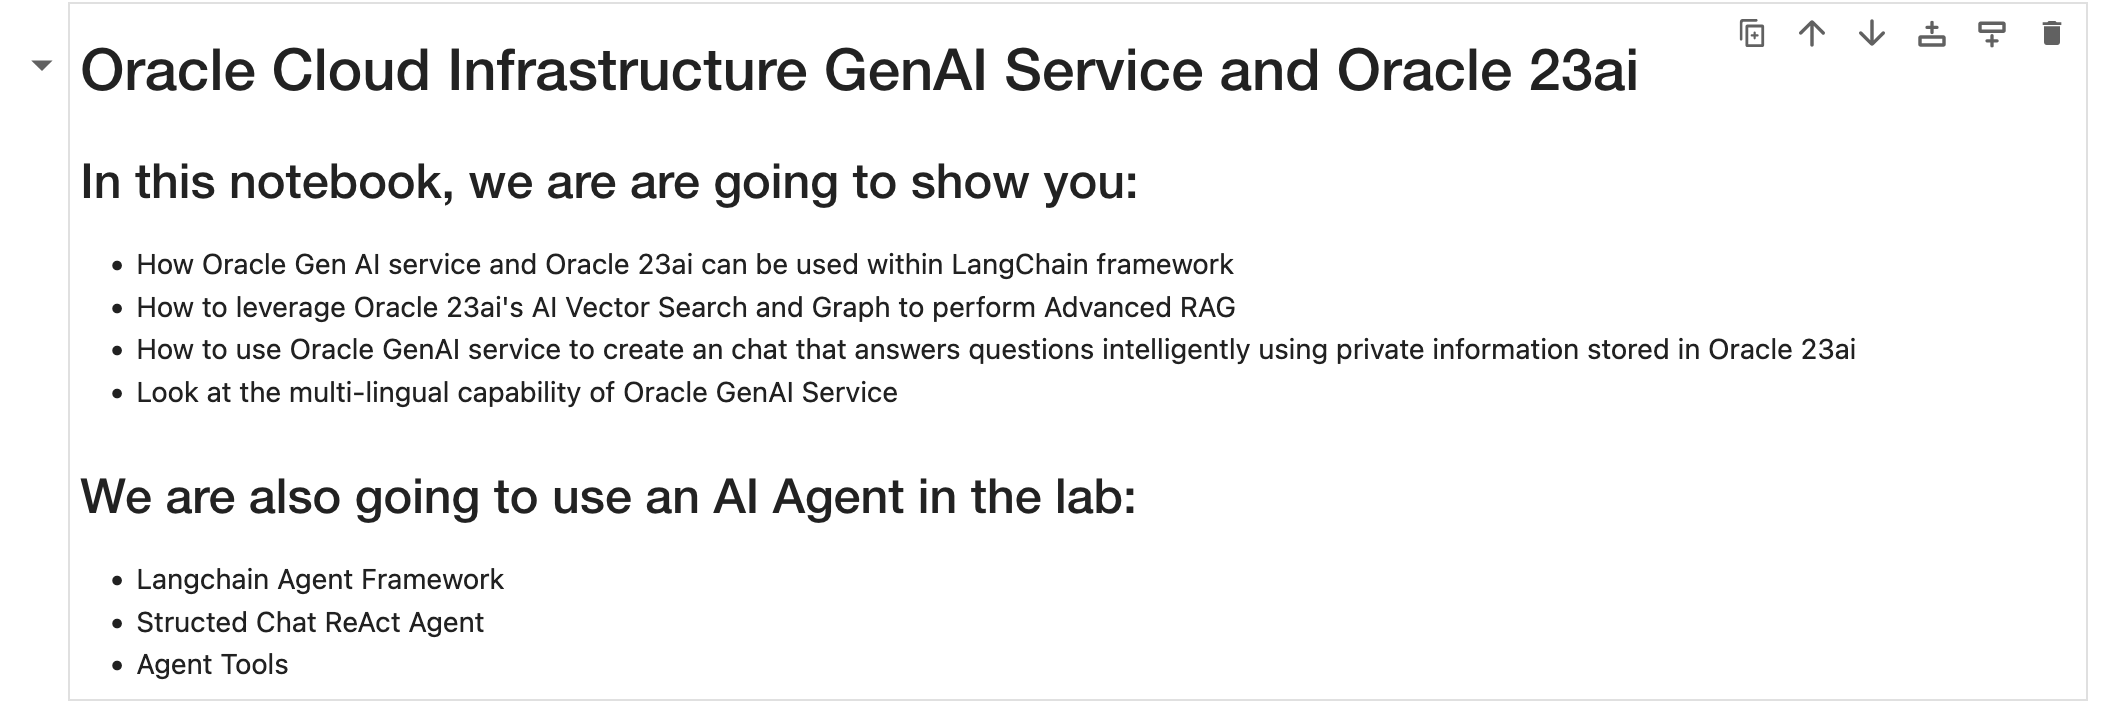 Oracle Cloud Infrastructure GenAI Service and Oracle 23ai
In this notebook, we are are going to show you:
• How Oracle Gen AI service and Oracle 23ai can be used within LangChain framework
• How to leverage Oracle 23ai's AI Vector Search and Graph to perform Advanced RAG
• How to use Oracle GenAI service to create an chat that answers questions intelligently using private information stored in Oracle 23ai
• Look at the multi-lingual capability of Oracle GenAI Service
We are also going to use an AI Agent in the lab:
• Langchain Agent Framework
• Structed Chat ReAct Agent
• Agent Tools